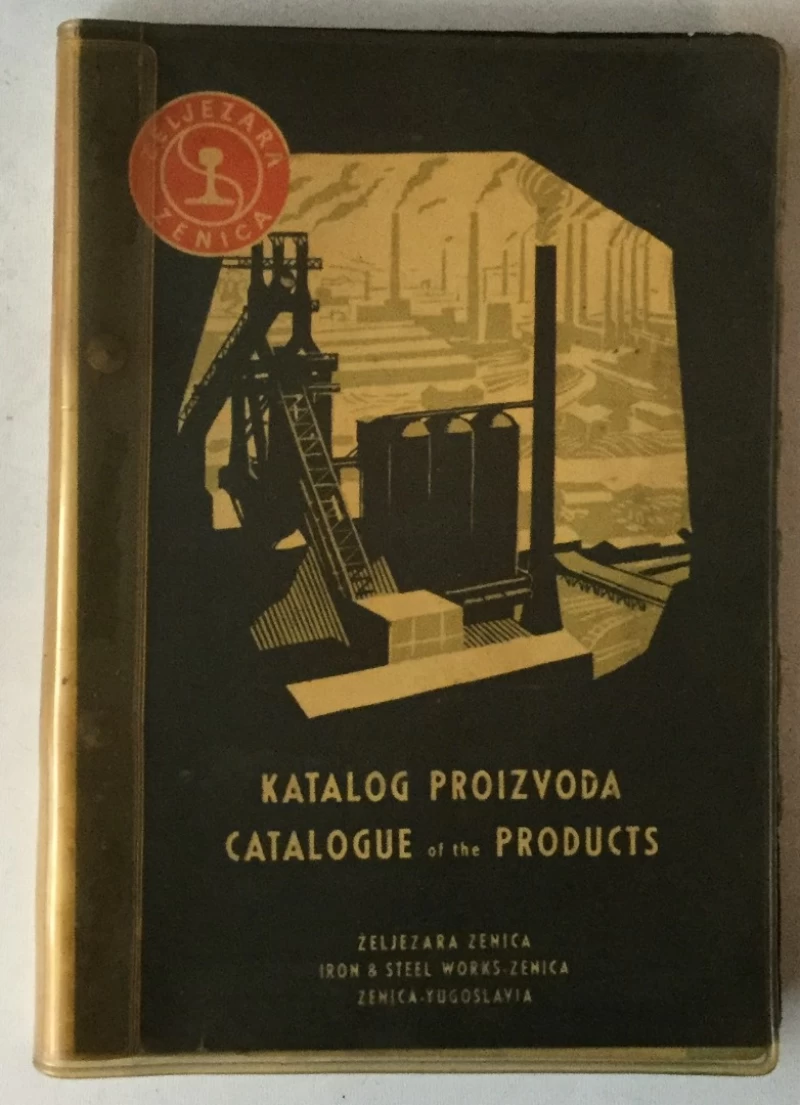 ŽELJEZARA
ZENICA
KATALOG PROIZVODA
CATALOGUE of the PRODUCTS
ŽELJEZARA ZENICA
IRON & STEEL WORKS-ZENICA
ZENICA-YUGOSLAVIA